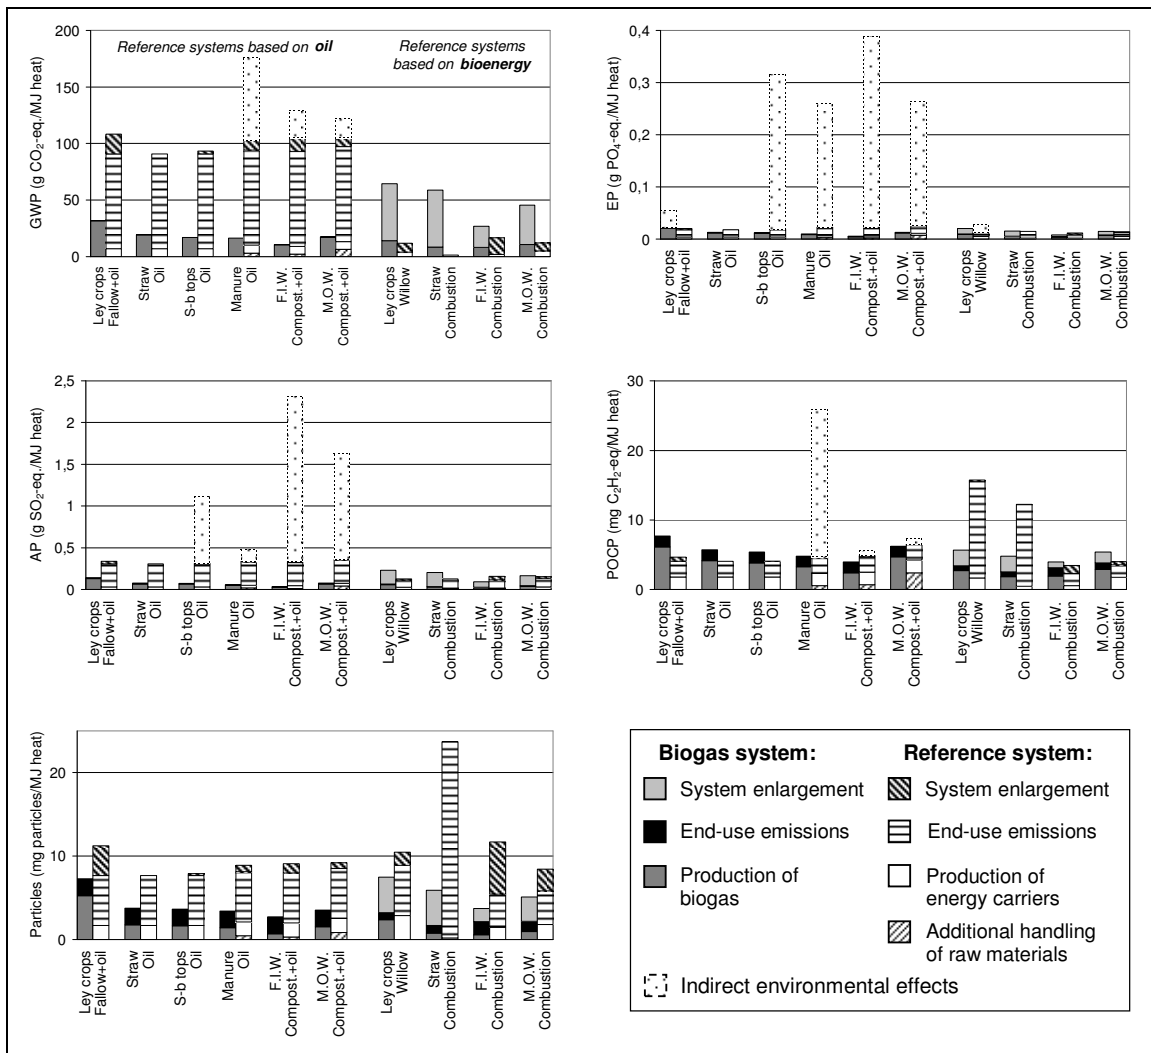 GWP (g CO₂-eq./MJ heat)
200
150
100
50
0
Reference systems based on oil
Reference systems
based on bioenergy
Ley crops
Fallow+oil
Straw
Oil
S-b tops
Oil
Manure
Oil
F.I.W.
Compost.+oil
M.O.W.
Compost.+oil
Ley crops
Willow
Straw
Combustion
F.I.W.
Combustion
M.O.W.
Combustion
EP (g PO₄-eq./MJ heat)
0,4
0,3
0,2
0,1
0
Ley crops
Fallow+oil
Straw
Oil
S-b tops
Oil
Manure
Oil
F.I.W.
Compost.+oil
M.O.W.
Compost.+oil
Ley crops
Willow
Straw
Combustion
F.I.W.
Combustion
M.O.W.
Combustion
AP (g SO₂-eq./MJ heat)
2,5
2
1,5
1
0,5
0
Ley crops
Fallow+oil
Straw
Oil
S-b tops
Oil
Manure
Oil
F.I.W.
Compost.+oil
M.O.W.
Compost.+oil
Ley crops
Willow
Straw
Combustion
F.I.W.
Combustion
M.O.W.
Combustion
POCP (mg C₂H₂-eq/MJ heat)
30
20
10
0
Ley crops
Fallow+oil
Straw
Oil
S-b tops
Oil
Manure
Oil
F.I.W.
Compost.+oil
M.O.W.
Compost.+oil
Ley crops
Willow
Straw
Combustion
F.I.W.
Combustion
M.O.W.
Combustion
Particles (mg particles/MJ heat)
20
10
0
Ley crops
Fallow+oil
Straw
Oil
S-b tops
Oil
Manure
Oil
F.I.W.
Compost.+oil
M.O.W.
Compost.+oil
Ley crops
Willow
Straw
Combustion
F.I.W.
Combustion
M.O.W.
Combustion
Biogas system:
System enlargement
End-use emissions
Production of
biogas
Reference system:
System enlargement
End-use emissions
Production of
energy carriers
Additional handling
of raw materials
Indirect environmental effects